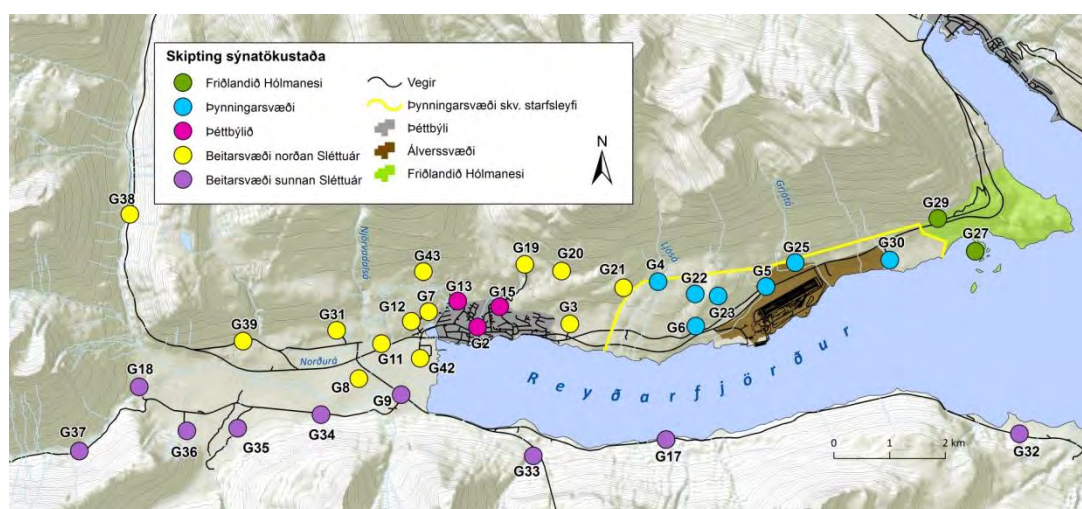 Skipting sýnatökustaða
Friðlandið Hólmanesi
Þynningarsvæði
Þéttbýlið
Beitarsvæði norðan Sléttuár
Beitarsvæði sunnan Sléttuár
Vegir
Þynningarsvæði skv. starfsleyfi
Þéttbýli
Álverssvæði
Friðlandið Hólmanesi
N
G38
Njörvadalsá
G43
G19
G20
Ljósá
Grjótá
G29
G27
G25
G30
G21
G4
G22
G5
G23
G6
G13
G15
G7
G12
G2
G3
G31
G39
G11
G42
Norðurá
G8
G9
G18
G37
G36
G35
G34
G33
G17
G32
Reyðarfjörður
0 1 2 km